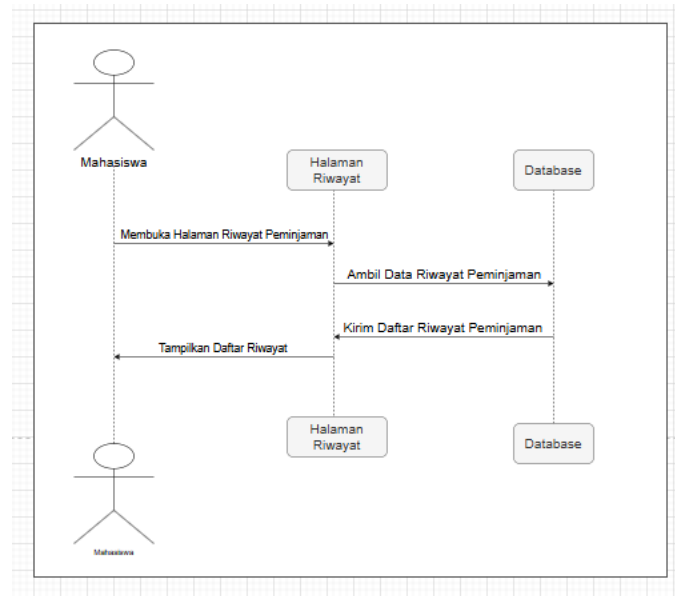 Mahasiswa
Halaman
Riwayat
Database
Membuka Halaman Riwayat Peminjaman
Ambil Data Riwayat Peminjaman
Kirim Daftar Riwayat Peminjaman
Tampilkan Daftar Riwayat
Halaman
Riwayat
Database
Mahasiswa